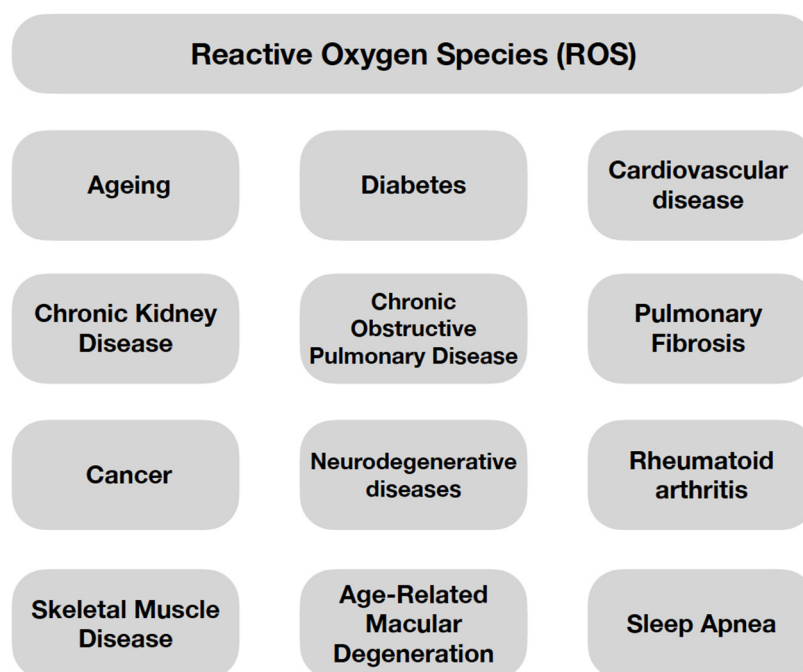 Reactive Oxygen Species (ROS)
Ageing
Diabetes
Cardiovascular
disease
Chronic Kidney
Disease
Chronic
Obstructive
Pulmonary Disease
Pulmonary
Fibrosis
Cancer
Neurodegenerative
diseases
Rheumatoid
arthritis
Skeletal Muscle
Disease
Age-Related
Macular
Degeneration
Sleep Apnea